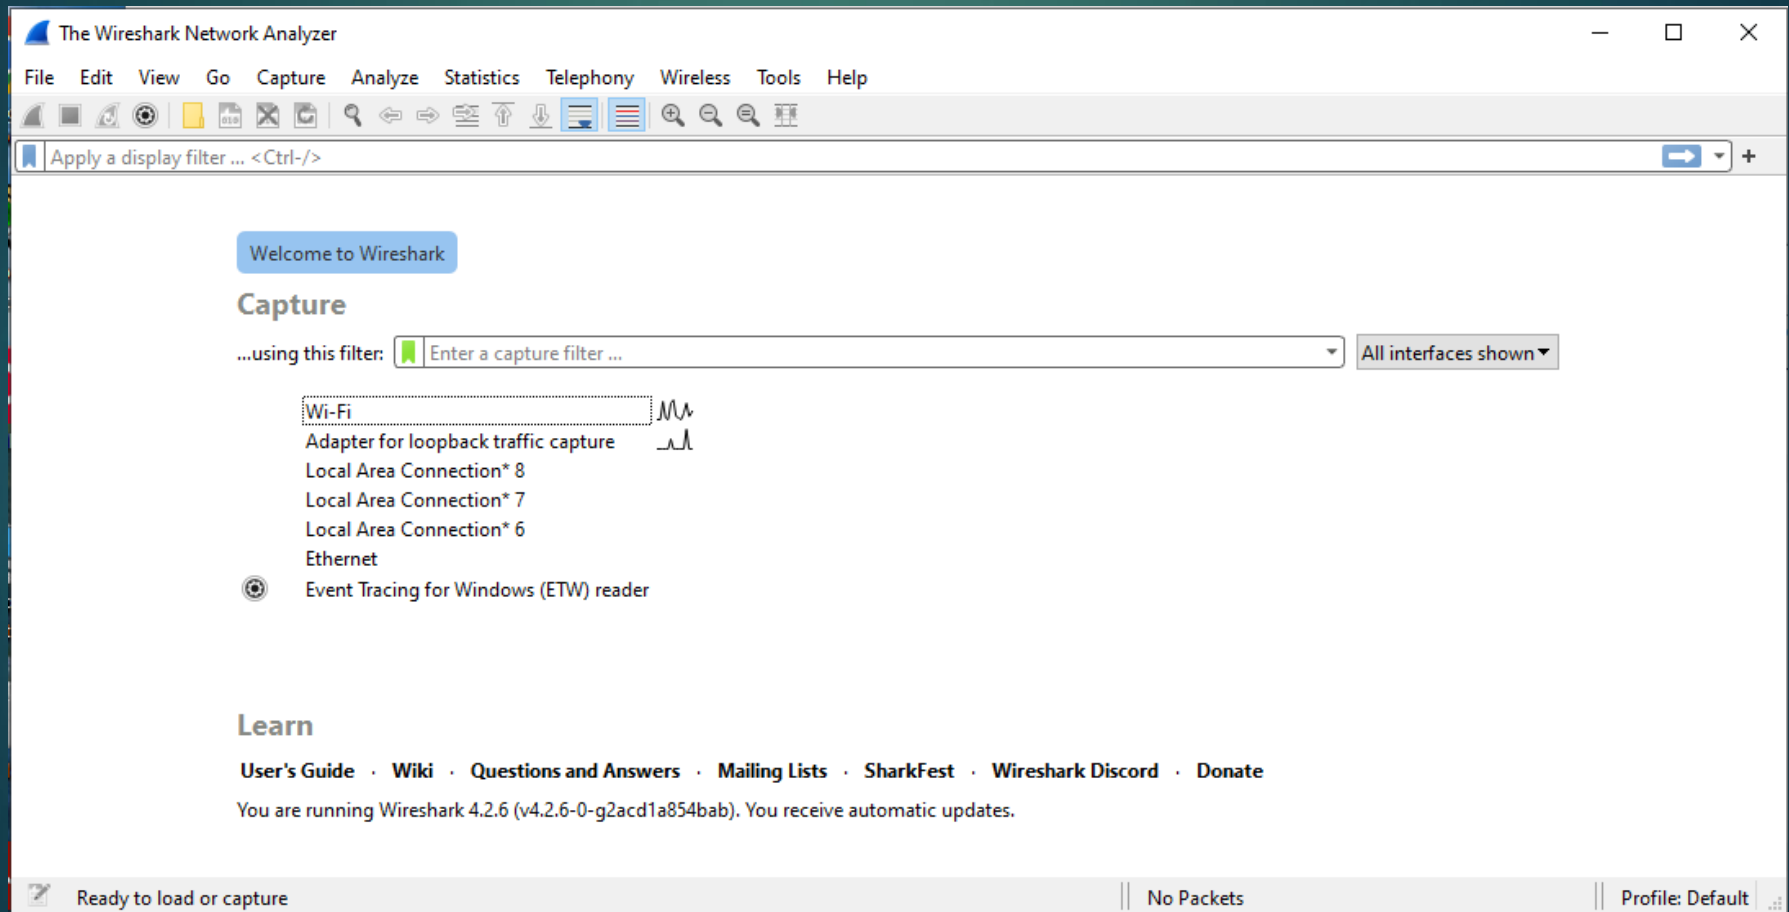 The Wireshark Network Analyzer
File Edit View Go Capture Analyze Statistics Telephony Wireless Tools Help
Apply a display filter ... <Ctrl-/>
+
Welcome to Wireshark
Capture
...using this filter: Enter a capture filter ... All interfaces shown
Wi-Fi
Adapter for loopback traffic capture
Local Area Connection* 8
Local Area Connection* 7
Local Area Connection* 6
Ethernet
Event Tracing for Windows (ETW) reader
Learn
User's Guide · Wiki · Questions and Answers · Mailing Lists · SharkFest · Wireshark Discord · Donate
You are running Wireshark 4.2.6 (v4.2.6-0-g2acd1a854bab). You receive automatic updates.
Ready to load or capture No Packets Profile: Default